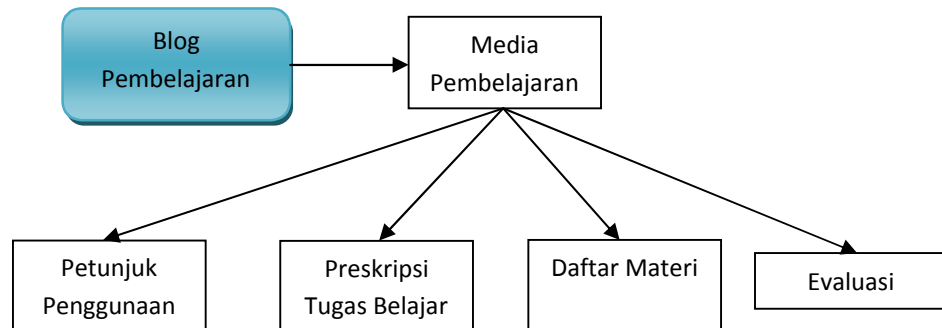 Blog
Pembelajaran
Media
Pembelajaran
Petunjuk
Penggunaan
Preskripsi
Tugas Belajar
Daftar Materi
Evaluasi